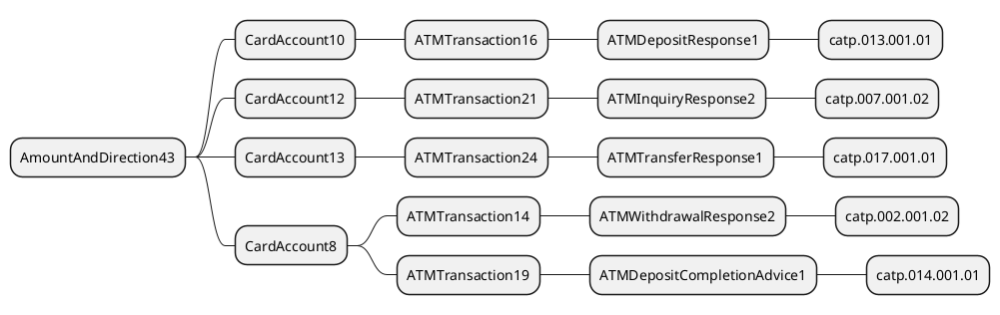 AmountAndDirection43
CardAccount10
ATMTransaction16
ATMDepositResponse1
catp.013.001.01
CardAccount12
ATMTransaction21
ATMInquiryResponse2
catp.007.001.02
CardAccount13
ATMTransaction24
ATMTransferResponse1
catp.017.001.01
CardAccount8
ATMTransaction14
ATMWithdrawalResponse2
catp.002.001.02
ATMTransaction19
ATMDepositCompletionAdvice1
catp.014.001.01